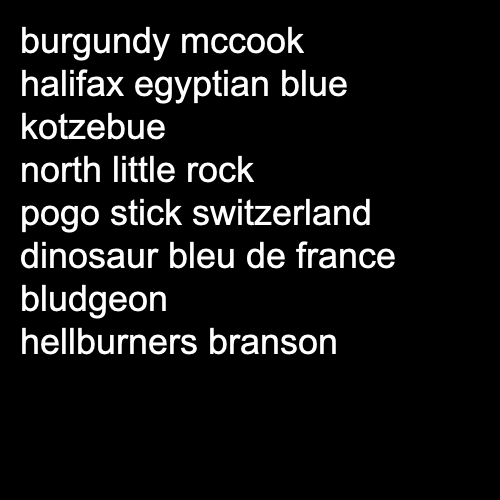 burgundy mccook
halifax egyptian blue
kotzebue
north little rock
pogo stick switzerland
dinosaur bleu de france
bludgeon
hellburners branson